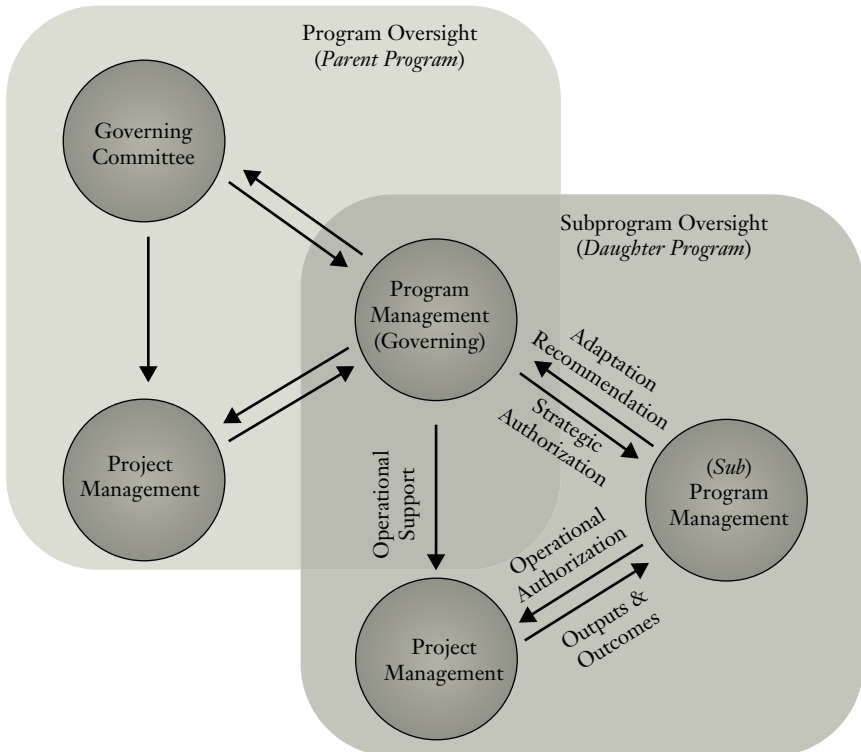 Program Oversight
(Parent Program)
Governing
Committee
Subprogram Oversight
(Daughter Program)
Program
Management
(Governing)
Adaptation
Recommendation
Strategic
Authorization
Project
Management
(Sub)
Program
Management
Operational
Support
Operational
Authorization
Outputs &
Outcomes
Project
Management